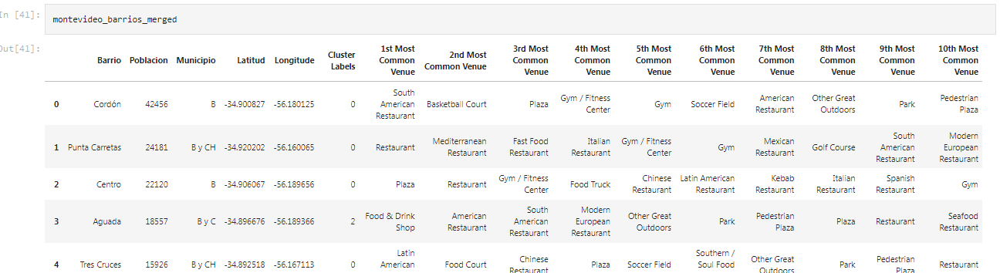 In [41]: montevideo_barrios_merged
Out[41]:
Barrio Poblacion Municipio Latitud Longitude Cluster Labels 1st Most Common Venue 2nd Most Common Venue 3rd Most Common Venue 4th Most Common Venue 5th Most Common Venue 6th Most Common Venue 7th Most Common Venue 8th Most Common Venue 9th Most Common Venue 10th Most Common Venue
0 Cordón 42456 B -34.900827 -56.180125 0 South American Restaurant Basketball Court Plaza Gym / Fitness Center Gym Soccer Field American Restaurant Other Great Outdoors Park Pedestrian Plaza
1 Punta Carretas 24181 B y CH -34.920202 -56.160065 0 Restaurant Mediterranean Restaurant Fast Food Restaurant Italian Restaurant Gym / Fitness Center Gym Mexican Restaurant Golf Course South American Restaurant Modern European Restaurant
2 Centro 22120 B -34.906067 -56.189656 0 Plaza Restaurant Gym / Fitness Center Food Truck Chinese Restaurant Latin American Restaurant Kebab Restaurant Italian Restaurant Spanish Restaurant Gym
3 Aguada 18557 B y C -34.896676 -56.189366 2 Food & Drink Shop American Restaurant South American Restaurant Modern European Restaurant Other Great Outdoors Park Pedestrian Plaza Plaza Restaurant Seafood Restaurant
4 Tres Cruces 15926 B y CH -34.892518 -56.167113 0 Latin American Food Court Chinese Restaurant Plaza Soccer Field Southern / Soul Food Other Great Outdoors Park Pedestrian Plaza Restaurant